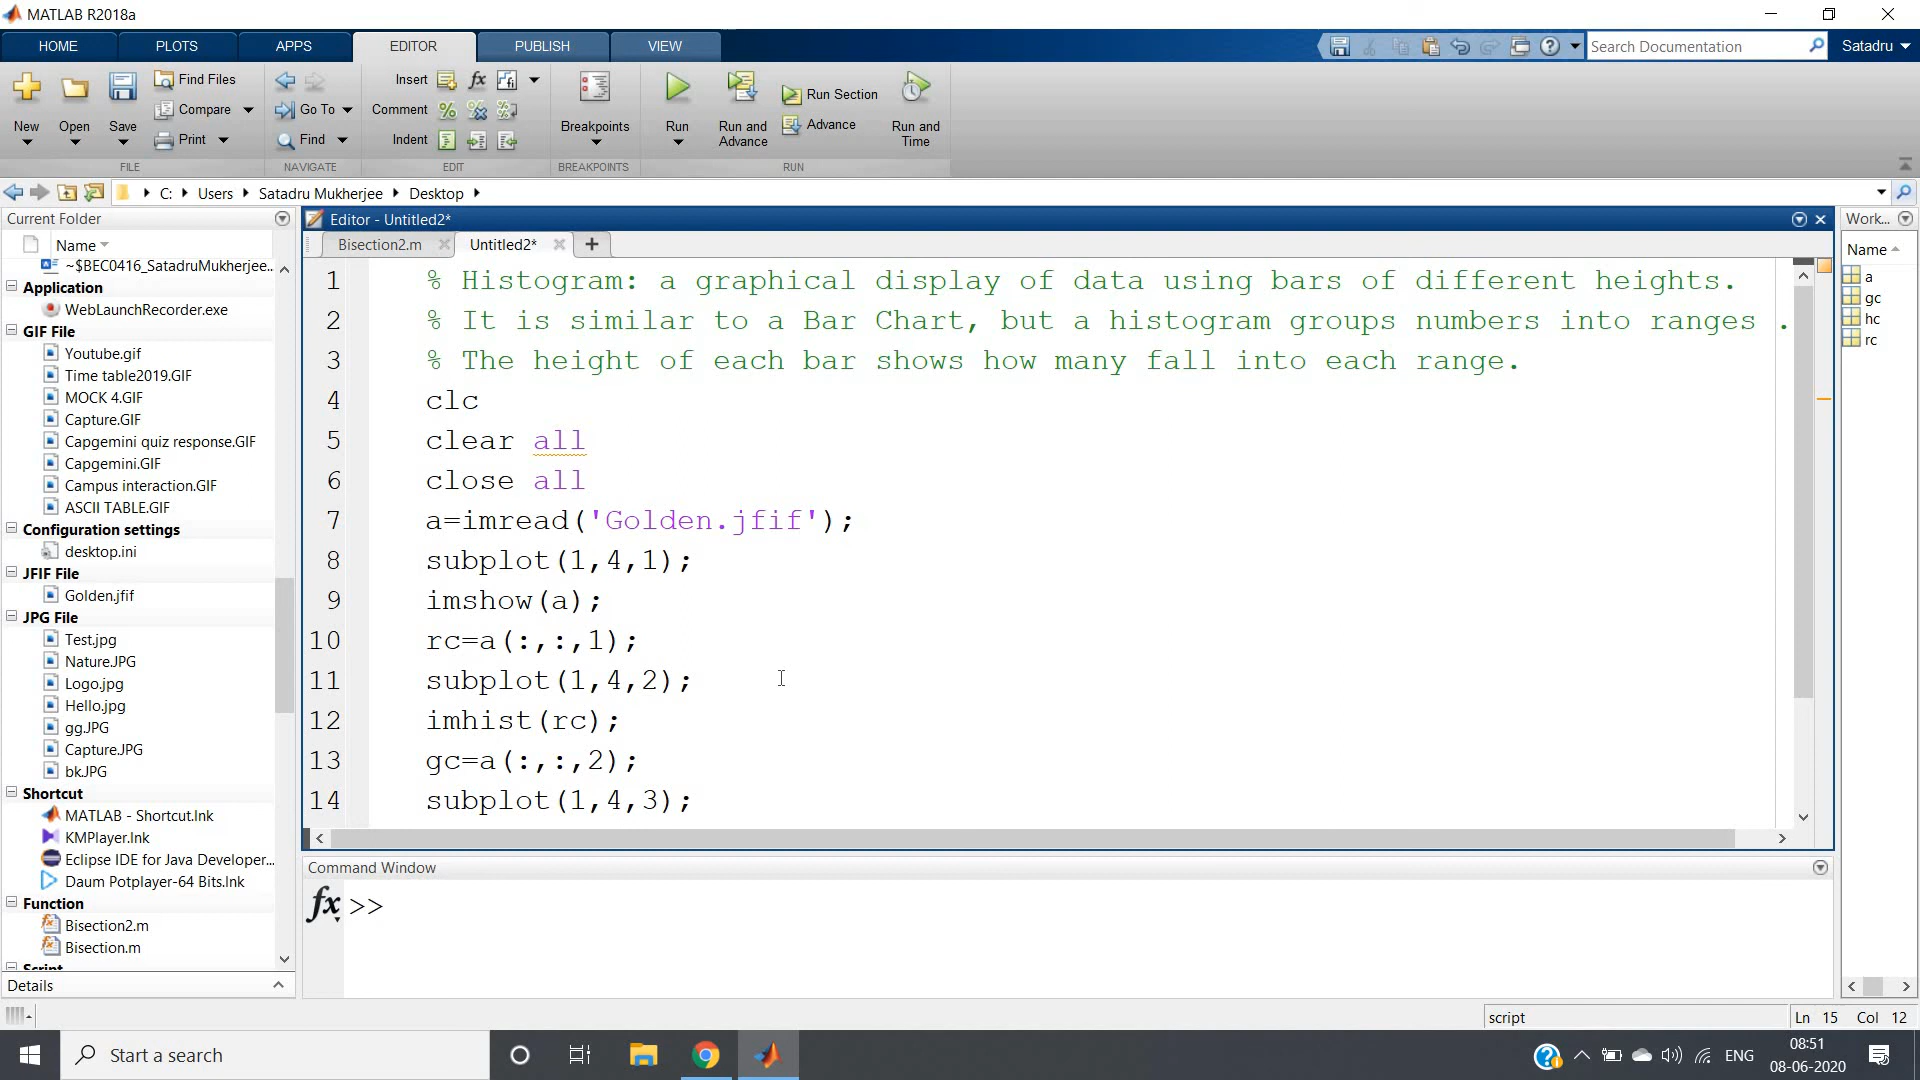 MATLAB R2018a
HOME PLOTS APPS EDITOR PUBLISH VIEW
Search Documentation
Satadru
New
Open
Save
Find Files
Compare
Print
FILE
Go To
Find
NAVIGATE
Insert
Comment
Indent
EDIT
Breakpoints
BREAKPOINTS
Run
Run and Advance
Run Section
Advance
Run and Time
RUN
C: Users Satadru Mukherjee Desktop
Current Folder
Name
~$BEC0416_SatadruMukherjee...
Application
WebLaunchRecorder.exe
GIF File
Youtube.gif
Time table2019.GIF
MOCK 4.GIF
Capture.GIF
Capgemini quiz response.GIF
Capgemini.GIF
Campus interaction.GIF
ASCII TABLE.GIF
Configuration settings
desktop.ini
JFIF File
Golden.jfif
JPG File
Test.jpg
Nature.JPG
Logo.jpg
Hello.jpg
gg.JPG
Capture.JPG
bk.JPG
Shortcut
MATLAB - Shortcut.lnk
KMPlayer.lnk
Eclipse IDE for Java Developer...
Daum Potplayer-64 Bits.lnk
Function
Bisection2.m
Bisection.m
Script
Details
Editor - Untitled2*
Bisection2.m Untitled2*
1 % Histogram: a graphical display of data using bars of different heights.
2 % It is similar to a Bar Chart, but a histogram groups numbers into ranges .
3 % The height of each bar shows how many fall into each range.
4 clc
5 clear all
6 close all
7 a=imread('Golden.jfif');
8 subplot(1,4,1);
9 imshow(a);
10 rc=a(:,:,1);
11 subplot(1,4,2);
12 imhist(rc);
13 gc=a(:,:,2);
14 subplot(1,4,3);
Command Window
fx >>
Work...
Name
a
gc
hc
rc
script
Ln 15 Col 12
Start a search
ENG
08:51
08-06-2020